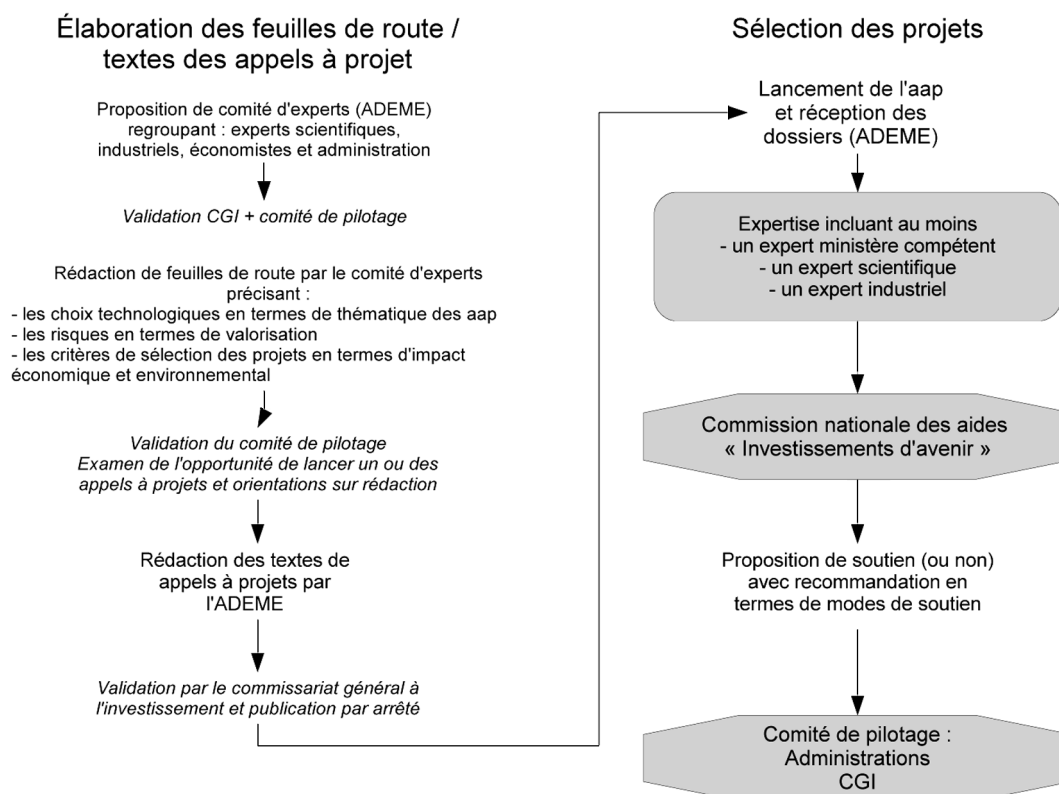 Élaboration des feuilles de route /
textes des appels à projet
Proposition de comité d'experts (ADEME)
regroupant : experts scientifiques,
industriels, économistes et administration
Validation CGI + comité de pilotage
Rédaction de feuilles de route par le comité d'experts
précisant :
- les choix technologiques en termes de thématique des aap
- les risques en termes de valorisation
- les critères de sélection des projets en termes d'impact
économique et environnemental
Validation du comité de pilotage
Examen de l'opportunité de lancer un ou des
appels à projets et orientations sur rédaction
Rédaction des textes de
appels à projets par
l'ADEME
Validation par le commissariat général à
l'investissement et publication par arrêté
Sélection des projets
Lancement de l'aap
et réception des
dossiers (ADEME)
Expertise incluant au moins
- un expert ministère compétent
- un expert scientifique
- un expert industriel
Commission nationale des aides
« Investissements d'avenir »
Proposition de soutien (ou non)
avec recommandation en
termes de modes de soutien
Comité de pilotage :
Administrations
CGI